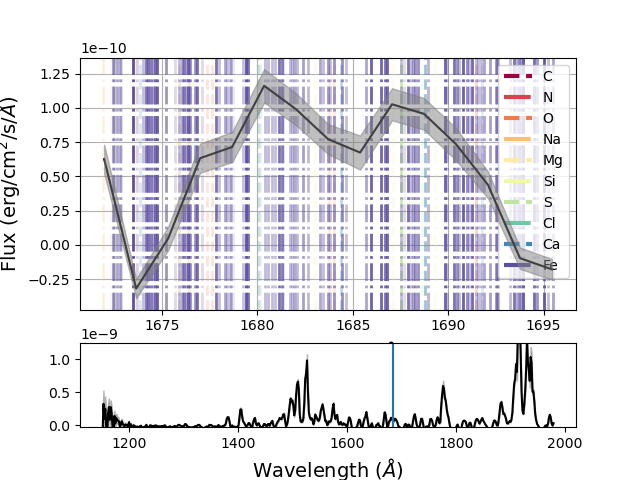 1e−10
1.25
1.00
0.75
0.50
0.25
0.00
−0.25
Flux (erg/cm²/s/Å)
C
N
O
Na
Mg
Si
S
Cl
Ca
Fe
1675 1680 1685 1690 1695
1e−9
1.0
0.5
0.0
1200 1400 1600 1800 2000
Wavelength (Å)